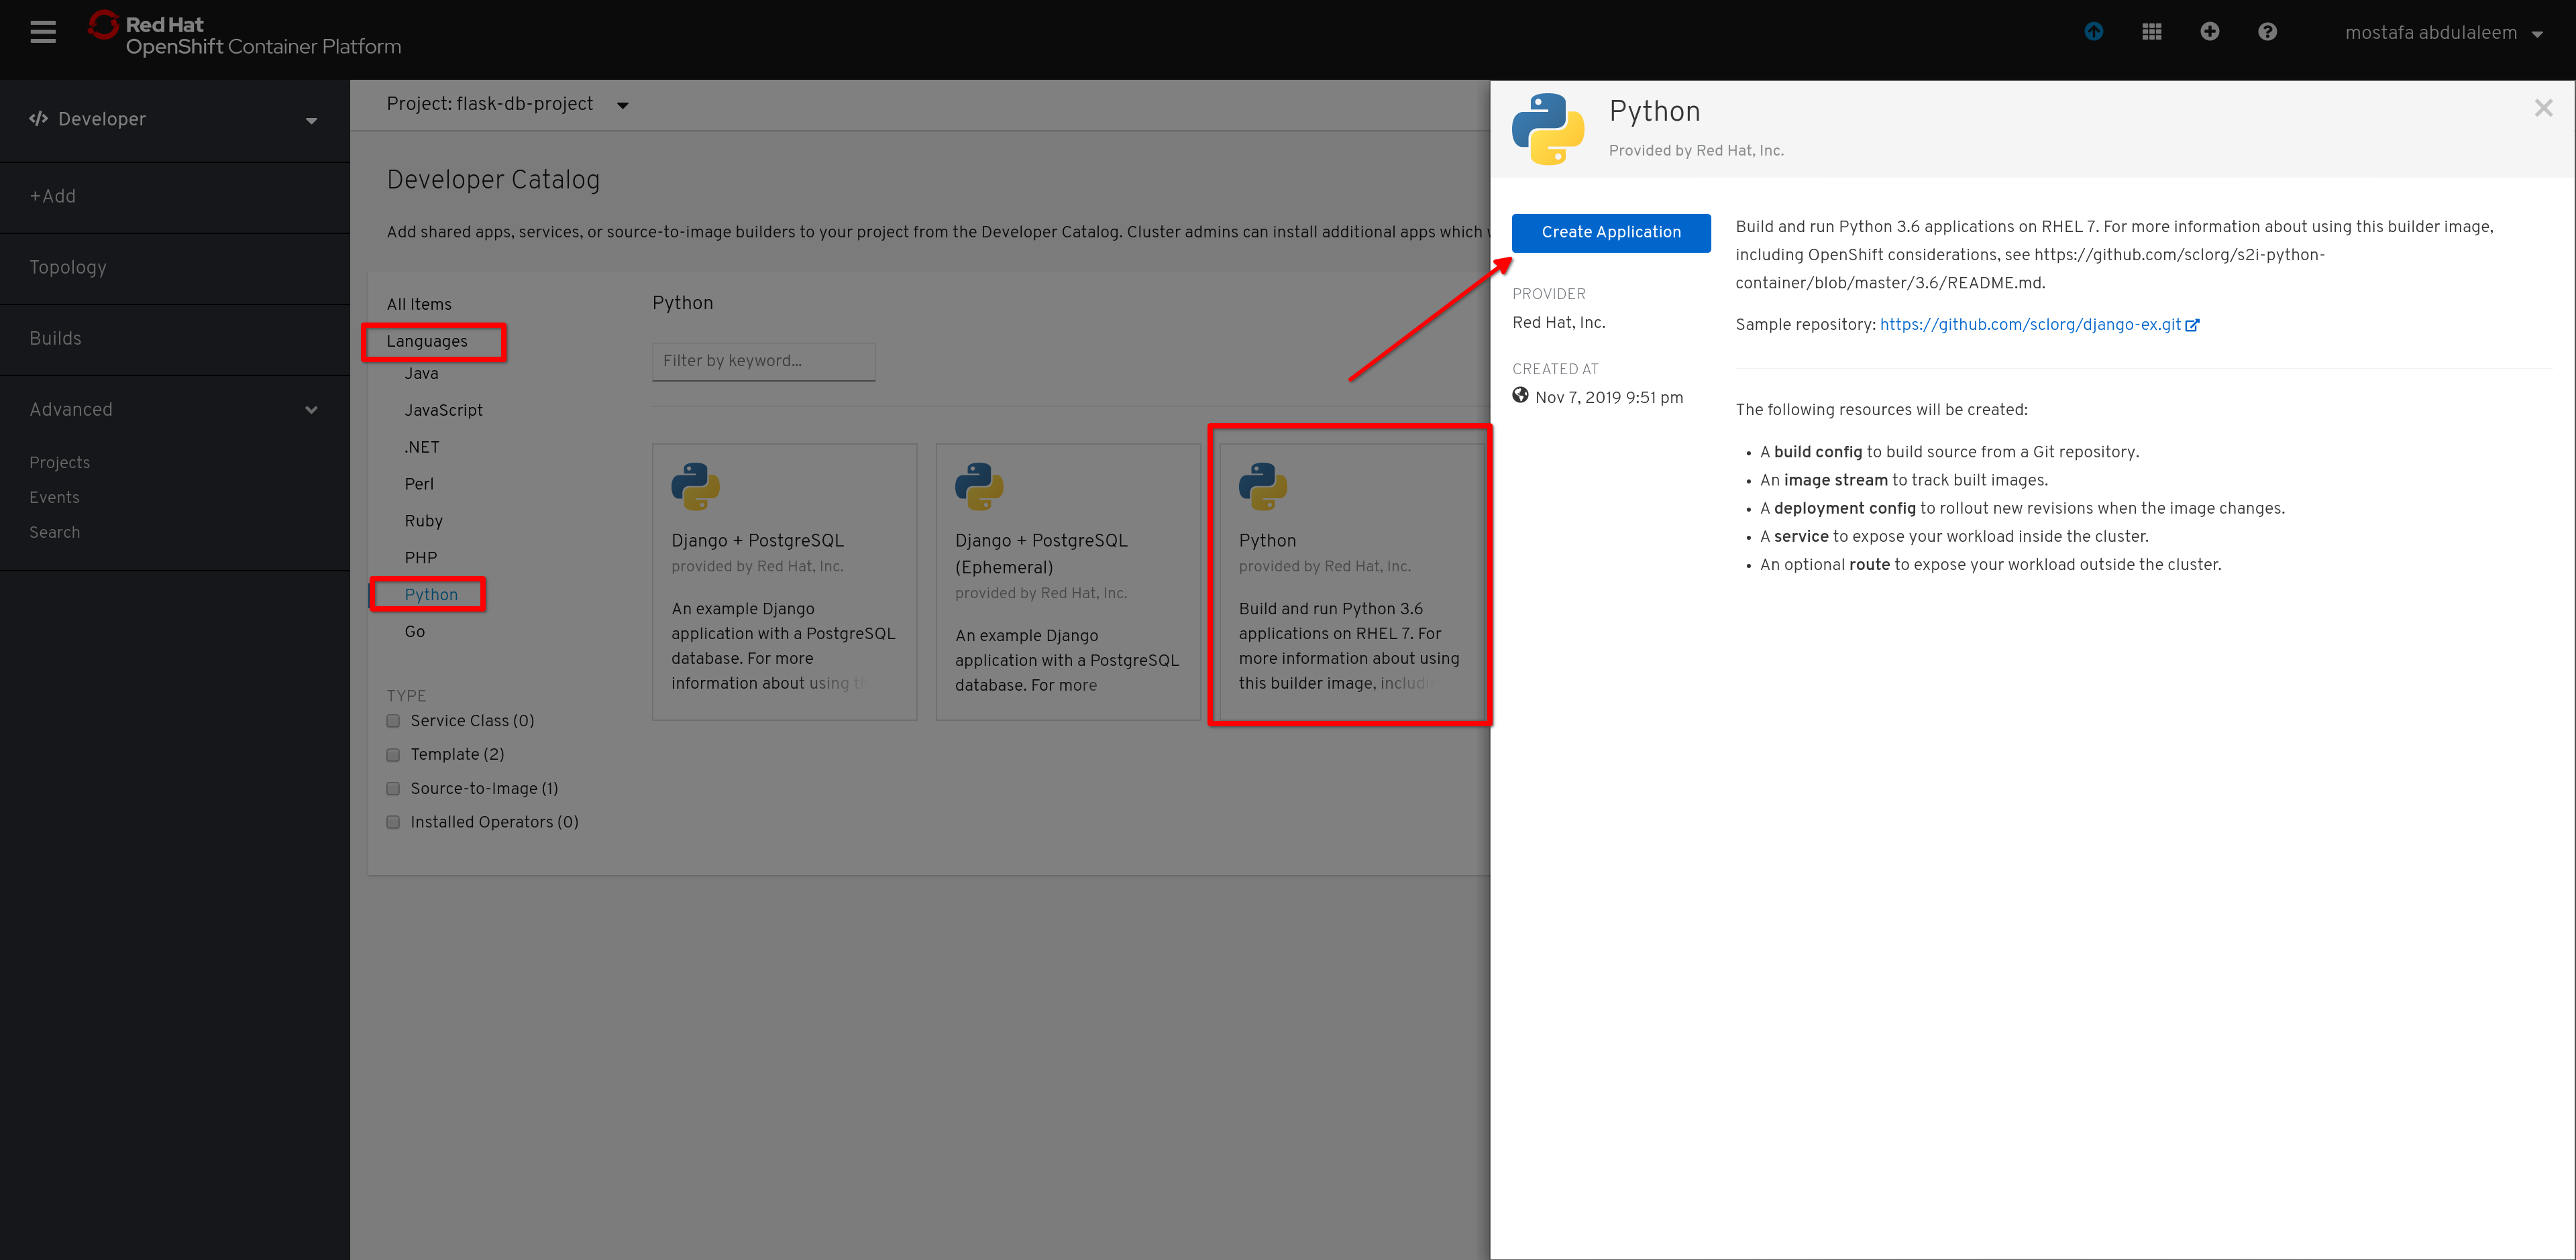 Red Hat
OpenShift Container Platform
mostafa abdulaleem
Developer
+Add
Topology
Builds
Advanced
Projects
Events
Search
Project: flask-db-project
Developer Catalog
Add shared apps, services, or source-to-image builders to your project from the Developer Catalog. Cluster admins can install additional apps which
All Items
Languages
Java
JavaScript
.NET
Perl
Ruby
PHP
Python
Go
TYPE
Service Class (0)
Template (2)
Source-to-Image (1)
Installed Operators (0)
Python
Filter by keyword...
Django + PostgreSQL
provided by Red Hat, Inc.
An example Django
application with a PostgreSQL
database. For more
information about using
Django + PostgreSQL
(Ephemeral)
provided by Red Hat, Inc.
An example Django
application with a PostgreSQL
database. For more
Python
provided by Red Hat, Inc.
Build and run Python 3.6
applications on RHEL 7. For
more information about using
this builder image,
Python
Provided by Red Hat, Inc.
Create Application
PROVIDER
Red Hat, Inc.
CREATED AT
Nov 7, 2019 9:51 pm
Build and run Python 3.6 applications on RHEL 7. For more information about using this builder image,
including OpenShift considerations, see https://github.com/sclorg/s2i-python-
container/blob/master/3.6/README.md.
Sample repository: https://github.com/sclorg/django-ex.git
The following resources will be created:
• A build config to build source from a Git repository.
• An image stream to track built images.
• A deployment config to rollout new revisions when the image changes.
• A service to expose your workload inside the cluster.
• An optional route to expose your workload outside the cluster.